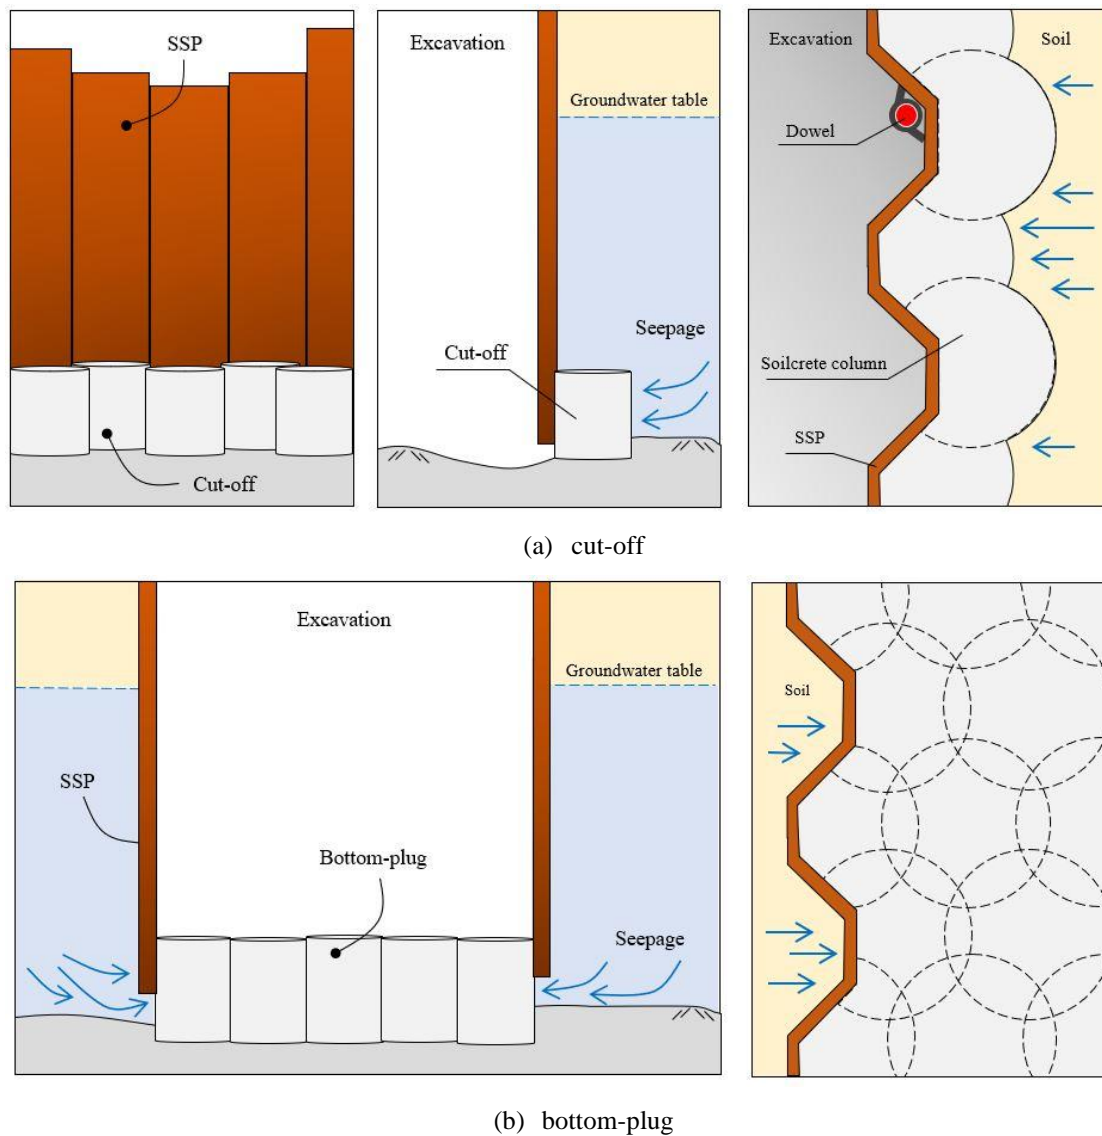 SSP
Cut-off
Excavation
Groundwater table
Seepage
Cut-off
Excavation
Soil
Dowel
Soilcrete column
SSP
(a) cut-off
Excavation
Groundwater table
SSP
Bottom-plug
Seepage
Soil
(b) bottom-plug